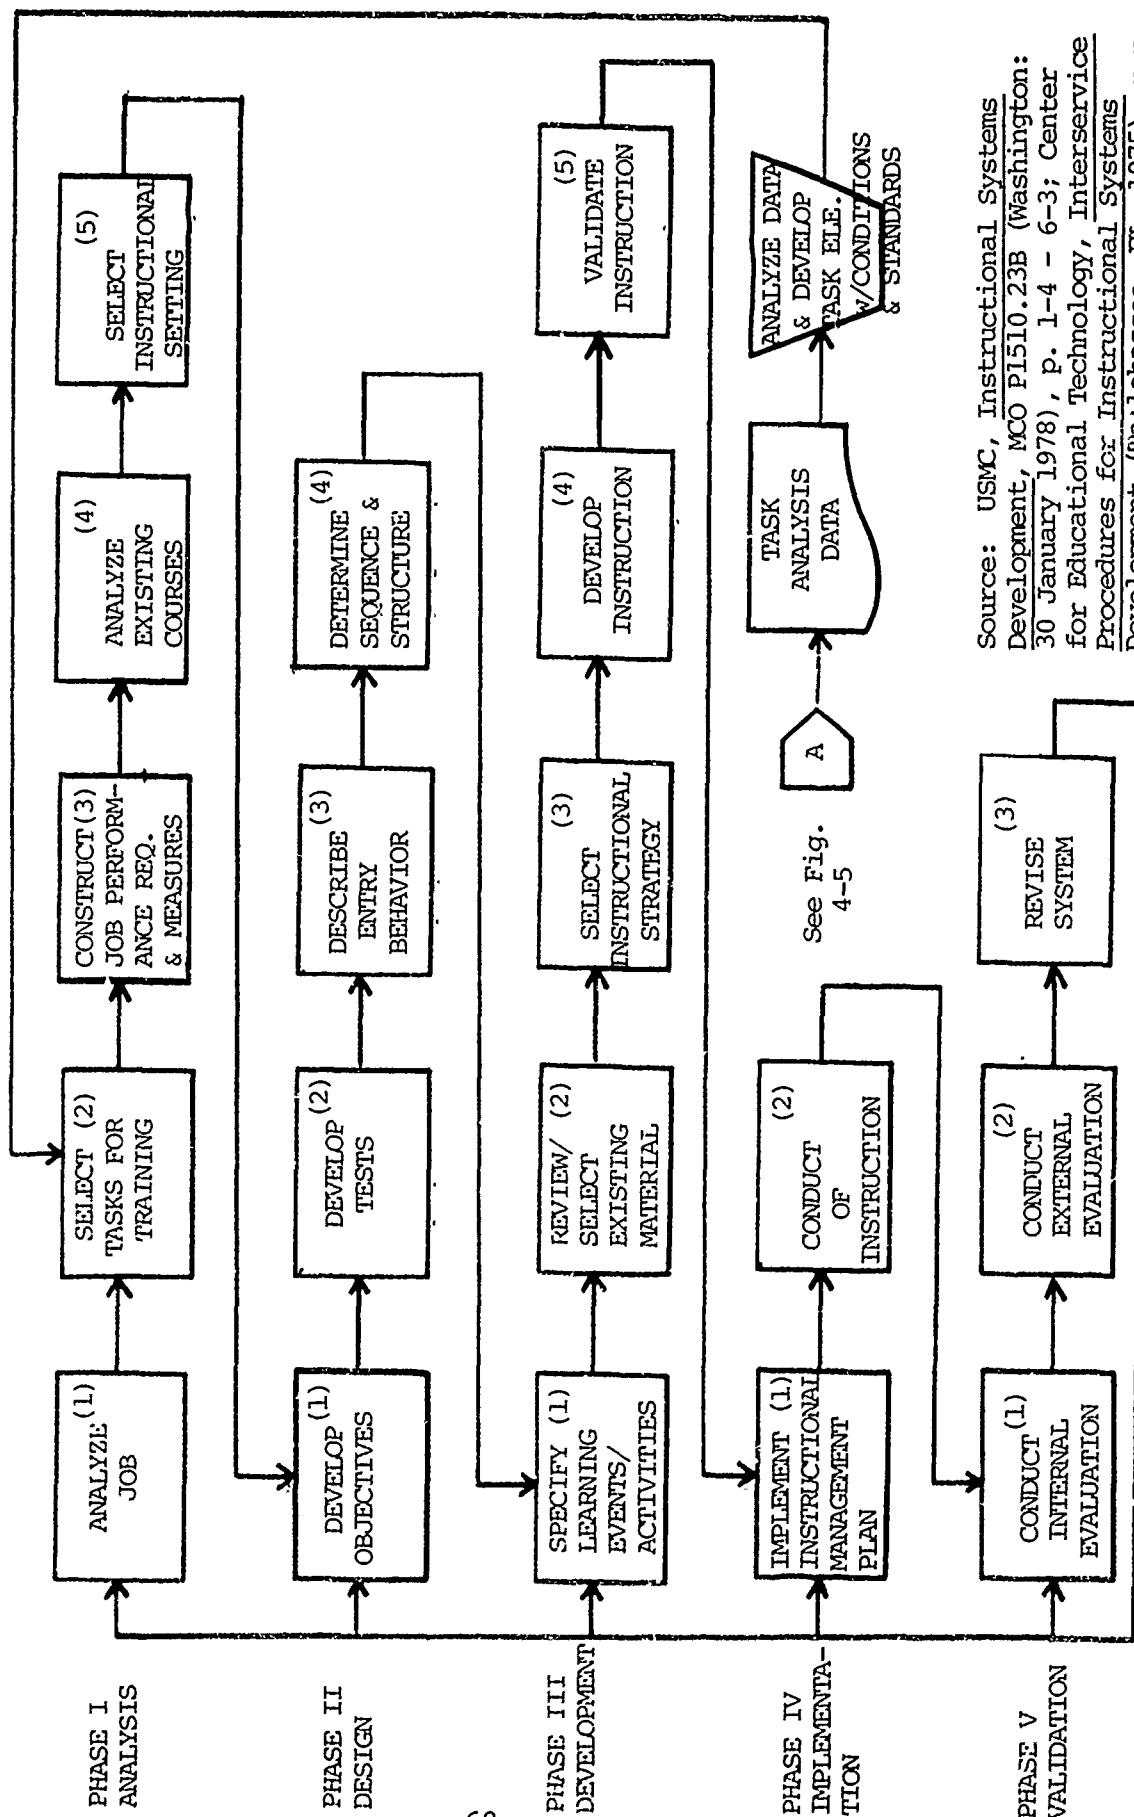 PHASE I
ANALYSIS
ANALYZE (1)
JOB
SELECT (2)
TASKS FOR
TRAINING
CONSTRUCT (3)
JOB PERFORM-
ANCE REQ.
& MEASURES
(4)
ANALYZE
EXISTING
COURSES
(5)
SELECT
INSTRUCTIONAL
SETTING
PHASE II
DESIGN
(1)
DEVELOP
OBJECTIVES
(2)
DEVELOP
TESTS
(3)
DESCRIBE
ENTRY
BEHAVIOR
(4)
DETERMINE
SEQUENCE &
STRUCTURE
PHASE III
DEVELOPMENT
SPECIFY (1)
LEARNING
EVENTS/
ACTIVITIES
REVIEW/ (2)
SELECT
EXISTING
MATERIAL
(3)
SELECT
INSTRUCTIONAL
STRATEGY
(4)
DEVELOP
INSTRUCTION
(5)
VALIDATE
INSTRUCTION
PHASE IV
IMPLEMENTA-
TION
IMPLEMENT (1)
INSTRUCTIONAL
MANAGEMENT
PLAN
(2)
CONDUCT
OF
INSTRUCTION
See Fig.
4-5
A
TASK
ANALYSIS
DATA
ANALYZE DATA
& DEVELOP
TASK ELE.
W/CONDITIONS
& STANDARDS
PHASE V
VALIDATION
(1)
CONDUCT
INTERNAL
EVALUATION
(2)
CONDUCT
EXTERNAL
EVALUATION
(3)
REVISE
SYSTEM
Source: USMC, Instructional Systems
Development, MCO P1510.23B (Washington:
30 January 1978), p. 1-4 - 6-3; Center
for Educational Technology, Interservice
Procedures for Instructional Systems
Development